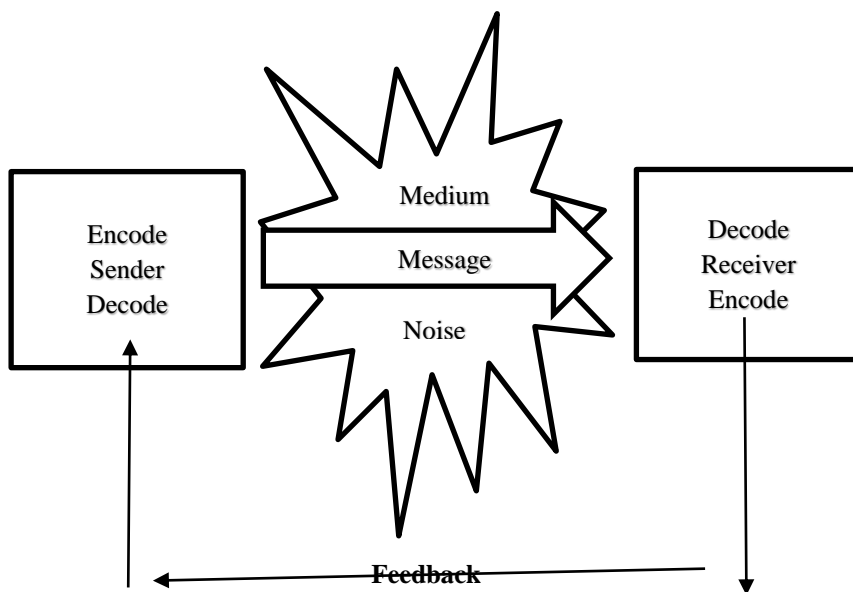 Encode
Sender
Decode
Medium
Message
Noise
Decode
Receiver
Encode
Feedback